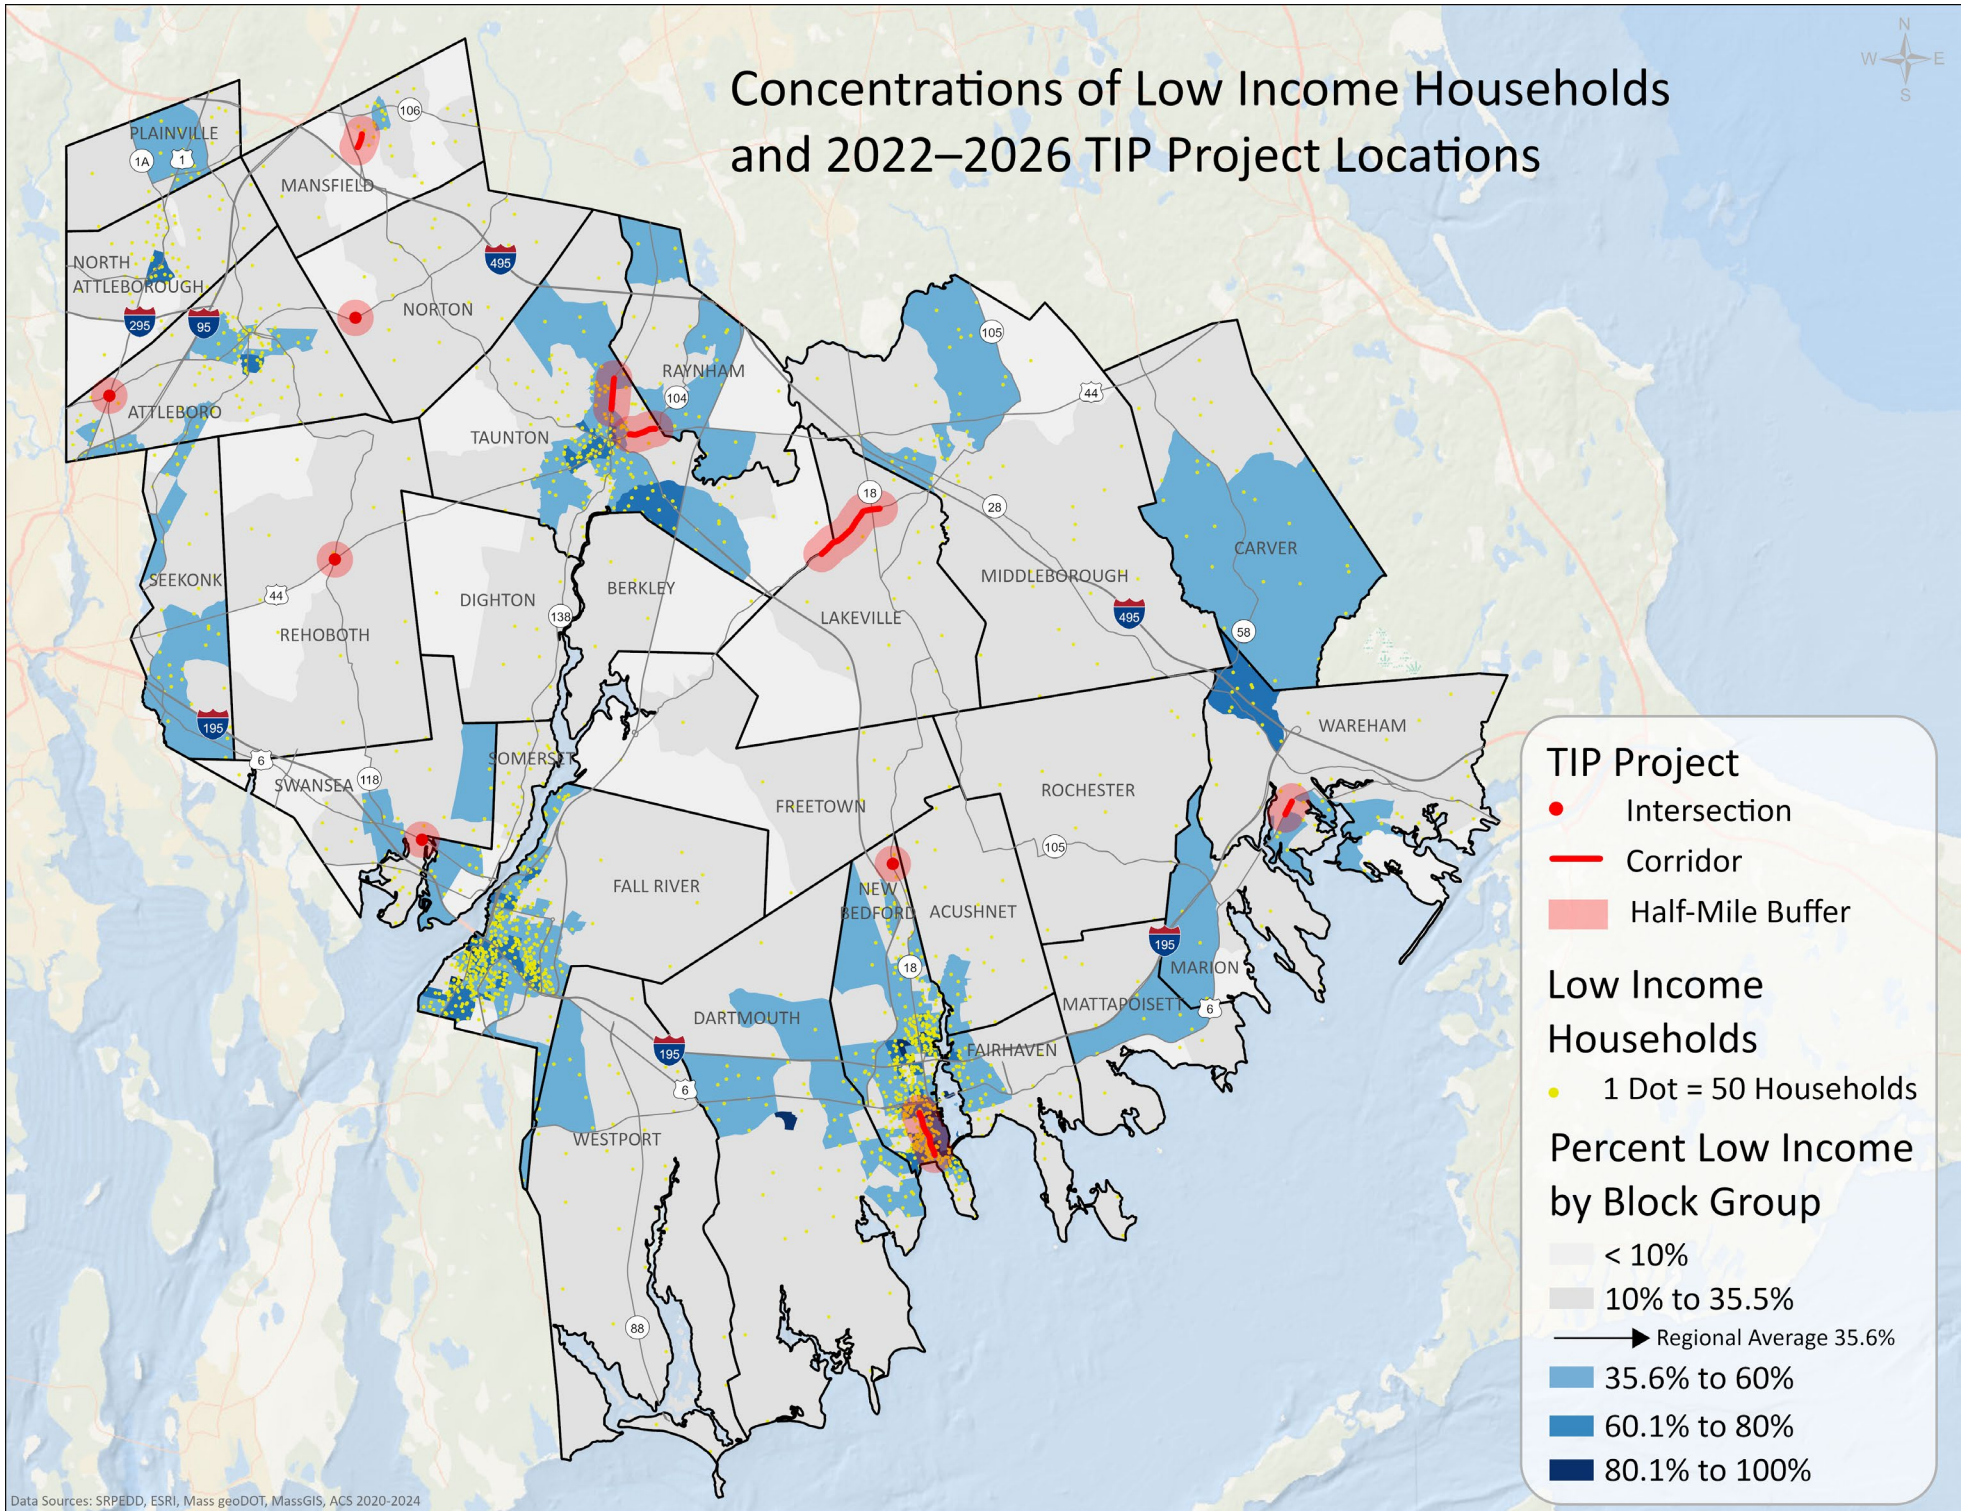 Concentrations of Low Income Households
and 2022–2026 TIP Project Locations
N
W
E
S
106
PLAINVILLE
1A
1
MANSFIELD
NORTH
ATTLEBOROUGH
495
295
95
NORTON
105
RAYNHAM
104
44
ATTLEBORO
TAUNTON
18
28
CARVER
SEEKONK
44
MIDDLEBOROUGH
DIGHTON
BERKLEY
138
495
LAKEVILLE
REHOBOTH
58
195
WAREHAM
6
SWANSEA
118
SOMERSET
ROCHESTER
FREETOWN
105
FALL RIVER
NEW
BEDFORD
ACUSHNET
195
18
MARION
DARTMOUTH
MATTAPOISETT
6
195
FAIRHAVEN
6
WESTPORT
88
TIP Project
Intersection
Corridor
Half-Mile Buffer
Low Income
Households
1 Dot = 50 Households
Percent Low Income
by Block Group
< 10%
10% to 35.5%
Regional Average 35.6%
35.6% to 60%
60.1% to 80%
80.1% to 100%
Data Sources: SRPEDD, ESRI, Mass geoDOT, MassGIS, ACS 2020-2024